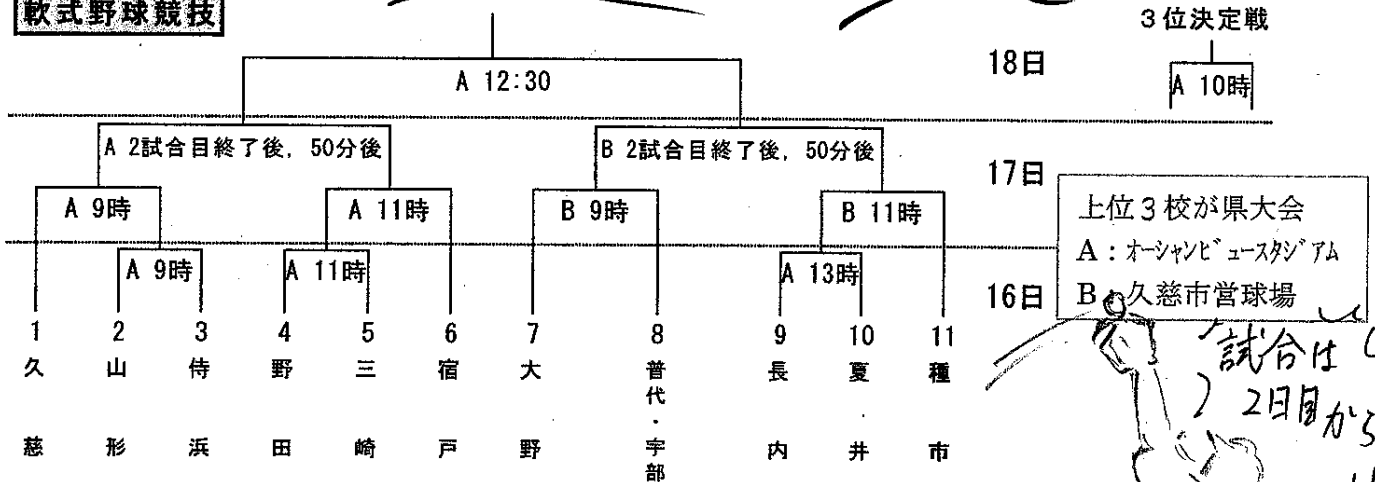 軟式野球競技
3位決定戦
18日
A 12:30
A 10時
A 2試合目終了後，50分後
B 2試合目終了後，50分後
17日
A 9時
A 11時
B 9時
B 11時
上位3校が県大会
A：オーシャンビュースタジアム
B：久慈市営球場
A 9時
A 11時
A 13時
16日
1 2 3 4 5 6 7 8 9 10 11
久慈 山形 侍浜 野田 三崎 宿戸 大野 普代・宇部 長内 夏井 種市
試合は
2日目から